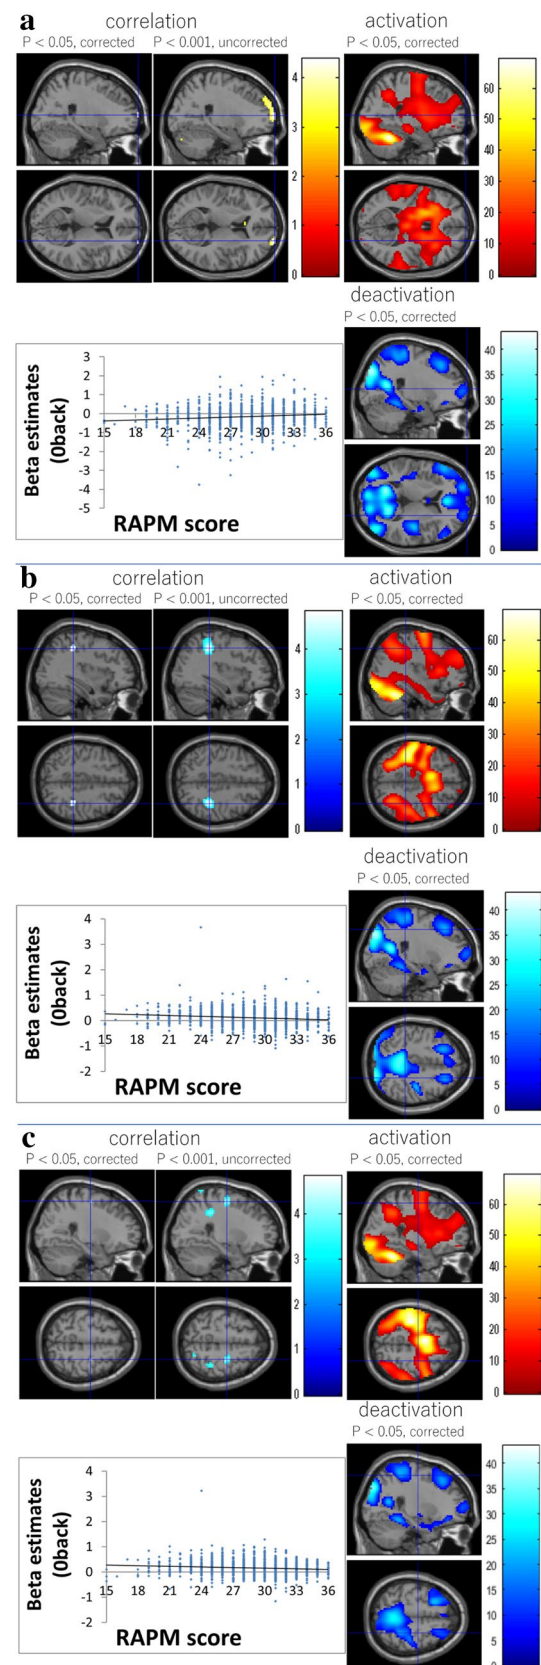 a
correlation
activation
P < 0.05, corrected
P < 0.001, uncorrected
P < 0.05, corrected
4
3
2
1
0
60
50
40
30
20
10
0
deactivation
P < 0.05, corrected
40
35
30
25
20
15
10
5
0
Beta estimates
(0back)
3
2
1
0
-1
-2
-3
-4
-5
15 18 21 24 27 30 33 36
RAPM score
b
correlation
activation
P < 0.05, corrected
P < 0.001, uncorrected
P < 0.05, corrected
4
3
2
1
0
60
50
40
30
20
10
0
deactivation
P < 0.05, corrected
40
35
30
25
20
15
10
5
0
Beta estimates
(0back)
4
3
2
1
0
-1
-2
15 18 21 24 27 30 33 36
RAPM score
c
correlation
activation
P < 0.05, corrected
P < 0.001, uncorrected
P < 0.05, corrected
4
3
2
1
0
60
50
40
30
20
10
0
deactivation
P < 0.05, corrected
40
35
30
25
20
15
10
5
0
Beta estimates
(0back)
4
3
2
1
0
-1
-2
15 18 21 24 27 30 33 36
RAPM score